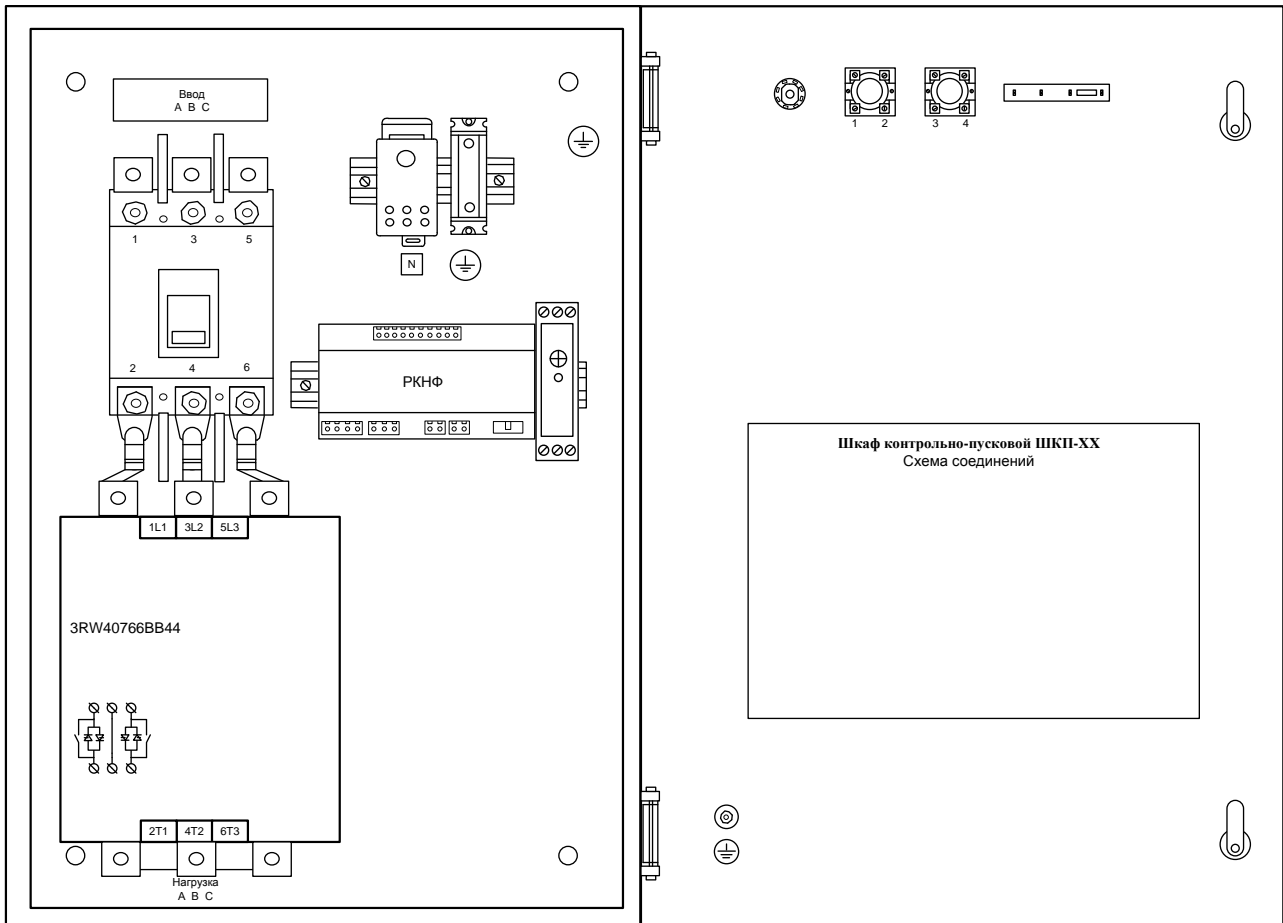 Ввод
А В С
1 2 3 4
1 3 5
N
2 4 6
РКНФ
Шкаф контрольно-пусковой ШКП-ХХ
Схема соединений
1L1 3L2 5L3
3RW40766BB44
2T1 4T2 6T3
Нагрузка
А В С